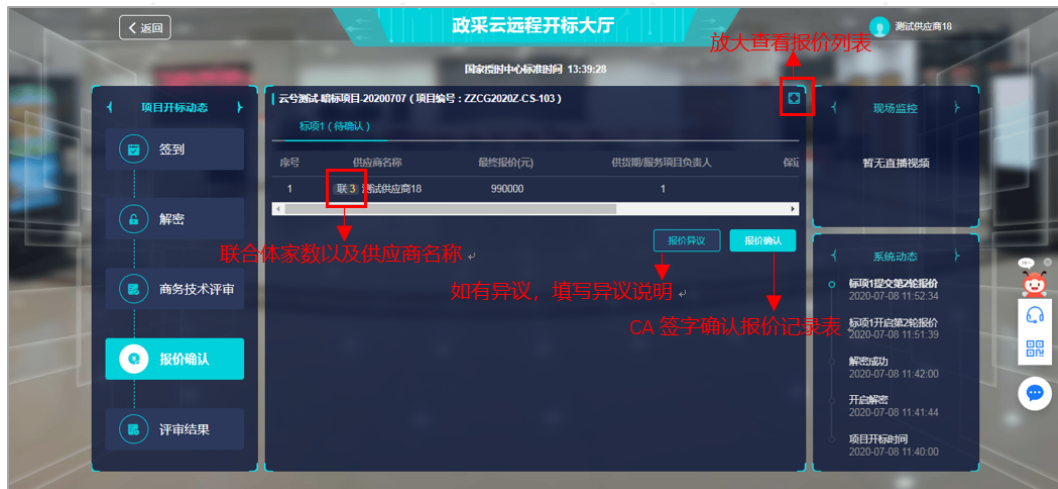 返回
政采云远程开标大厅
测试供应商18
放大查看报价列表
国家授时中心标准时间 13:39:28
项目开标动态
签到
解密
商务技术评审
报价确认
评审结果
云兮测试-暗标项目-20200707 ( 项目编号：ZZCG2020Z-CS-103 )
标项1 ( 待确认 )
序号 供应商名称 最终报价(元) 供货期/服务项目负责人
1 联 3 测试供应商18 990000 1
报价异议 报价确认
联合体家数以及供应商名称
如有异议，填写异议说明
CA 签字确认报价记录表
现场监控
暂无直播视频
系统动态
标项1提交第2轮报价
2020-07-08 11:52:34
标项1开启第2轮报价
2020-07-08 11:51:39
解密成功
2020-07-08 11:42:00
开启解密
2020-07-08 11:41:44
项目开标时间
2020-07-08 11:40:00